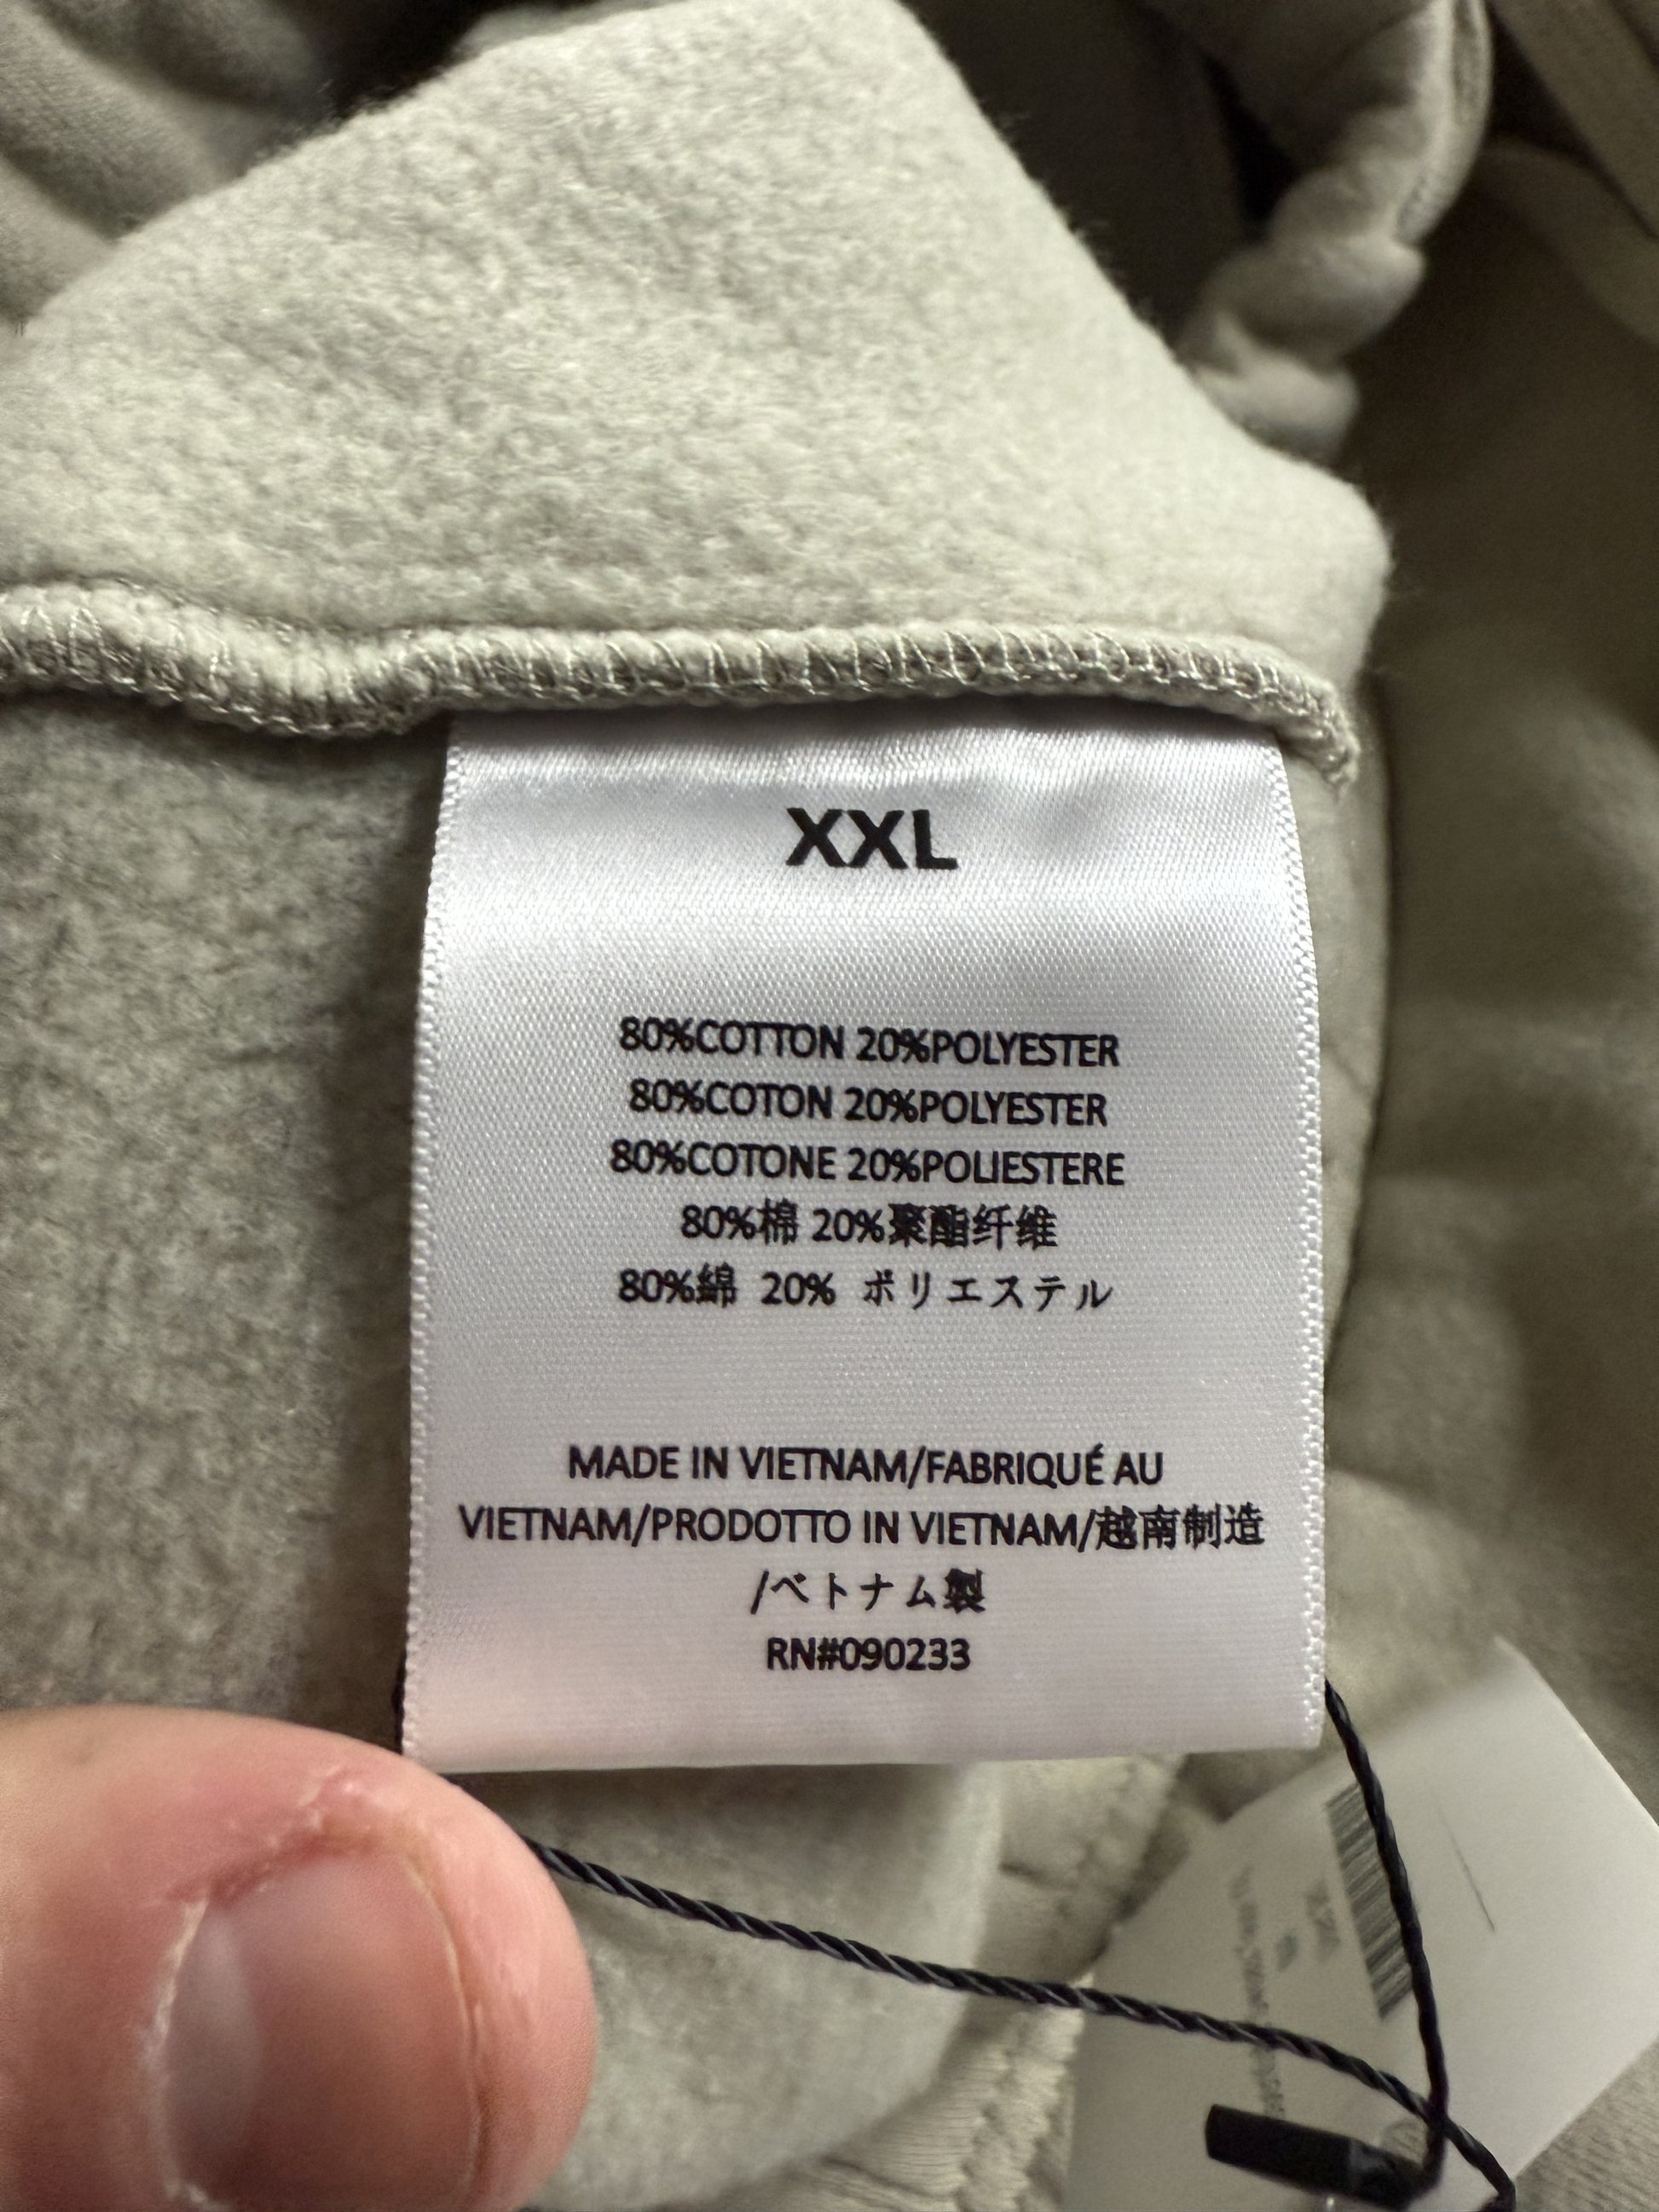 XXL
80%COTTON 20%POLYESTER
80%COTON 20%POLYESTER
80%COTONE 20%POLIESTERE
80%棉 20%聚酯纤维
80%綿 20% ポリエステル
MADE IN VIETNAM/FABRIQUÉ AU
VIETNAM/PRODOTTO IN VIETNAM/越南制造
/ベトナム製
RN#090233